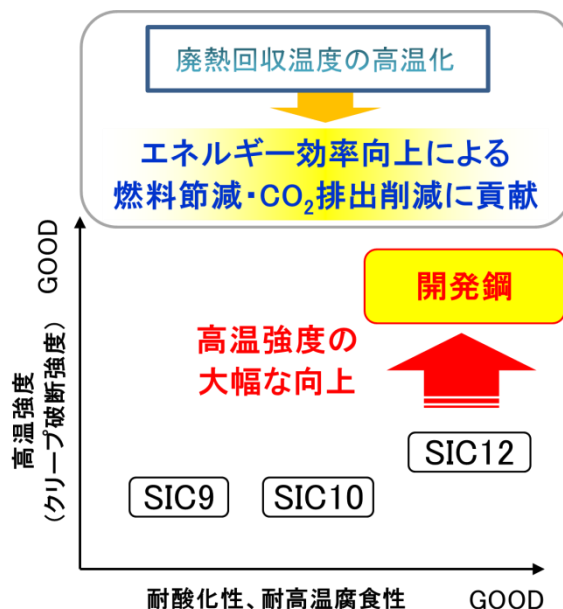 廃熱回収温度の高温化
エネルギー効率向上による
燃料節減・CO₂排出削減に貢献
GOOD
高温強度
(クリープ破断強度)
開発鋼
高温強度の
大幅な向上
SIC12
SIC9
SIC10
耐酸化性、耐高温腐食性
GOOD